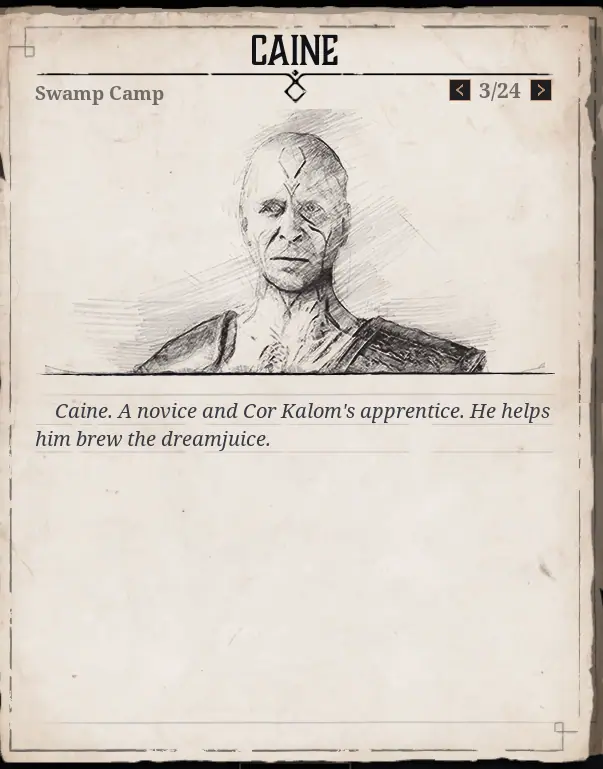 CAINE
Swamp Camp
< 3/24 >
Caine. A novice and Cor Kalom's apprentice. He helps
him brew the dreamjuice.